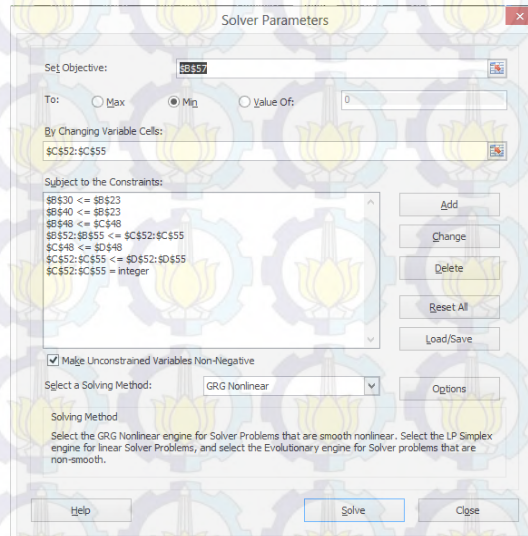 Solver Parameters
Set Objective: $B$57
To: Max Min Value Of: 0
By Changing Variable Cells:
$C$52:$C$55
Subject to the Constraints:
$B$30 <= $B$23
$B$40 <= $B$23
$B$48 <= $C$48
$B$52:$B$55 <= $C$52:$C$55
$C$48 <= $D$48
$C$52:$C$55 <= $D$52:$D$55
$C$52:$C$55 = integer
Add
Change
Delete
Reset All
Load/Save
Make Unconstrained Variables Non-Negative
Select a Solving Method: GRG Nonlinear Options
Solving Method
Select the GRG Nonlinear engine for Solver Problems that are smooth nonlinear. Select the LP Simplex
engine for linear Solver Problems, and select the Evolutionary engine for Solver problems that are
non-smooth.
Help Solve Close